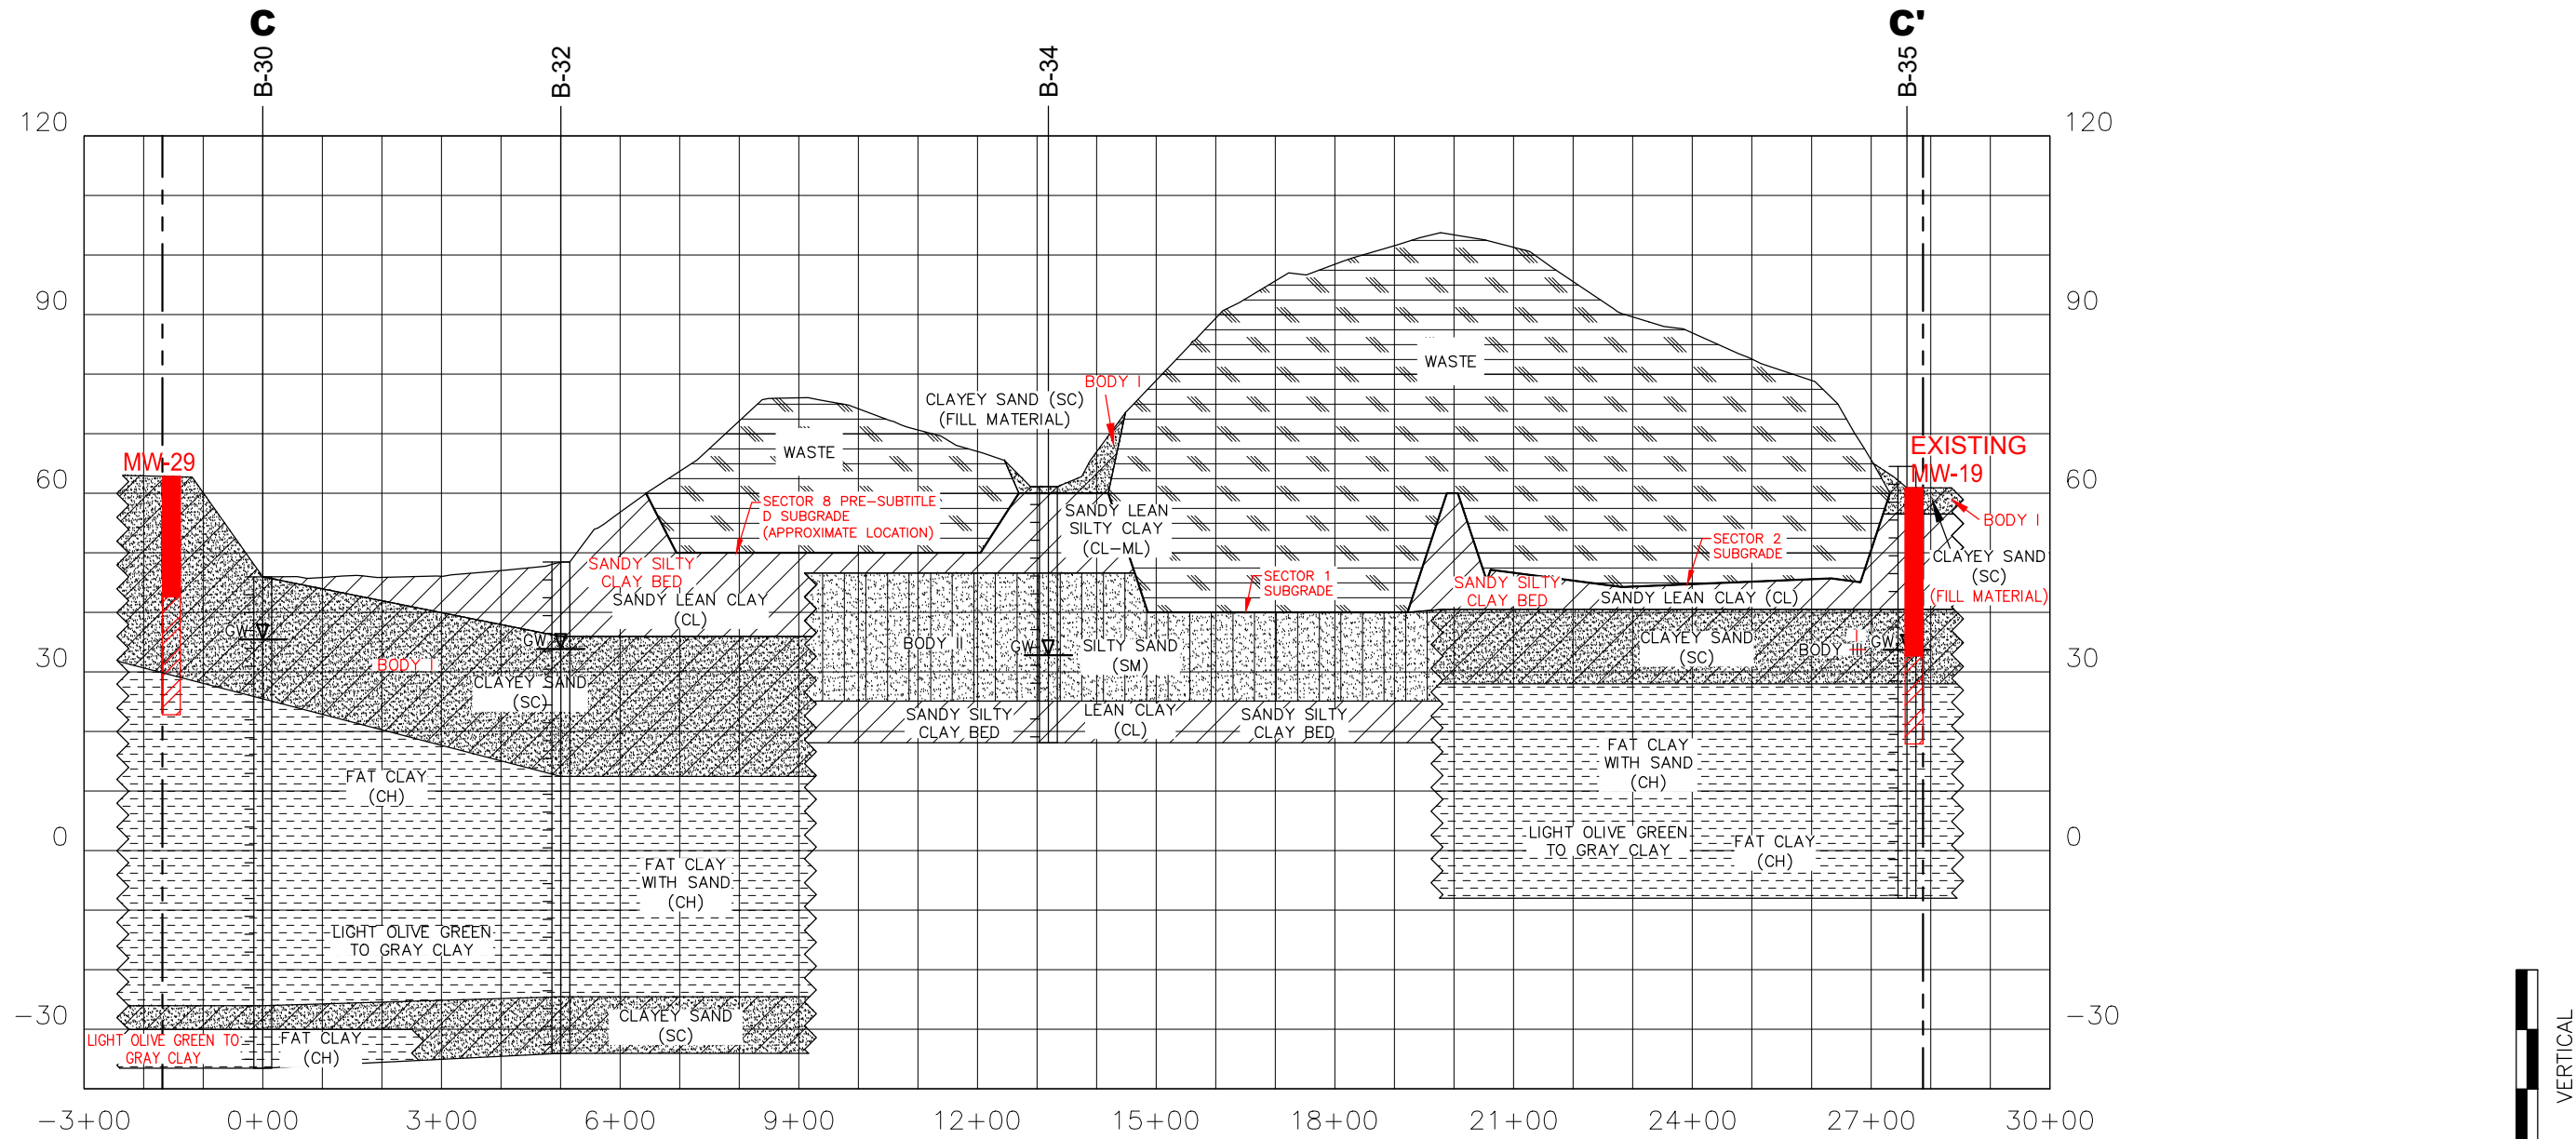 C
C'
B-30
B-32
B-34
B-35
120
120
90
90
60
60
30
30
0
0
-30
-30
MW-29
EXISTING
MW-19
WASTE
WASTE
BODY I
CLAYEY SAND (SC)
(FILL MATERIAL)
SECTOR 8 PRE-SUBTITLE
D SUBGRADE
(APPROXIMATE LOCATION)
SANDY LEAN
SILTY CLAY
(CL-ML)
SANDY SILTY
CLAY BED
SANDY LEAN CLAY
(CL)
SECTOR 1
SUBGRADE
SECTOR 2
SUBGRADE
SANDY SILTY
CLAY BED
SANDY LEAN CLAY (CL)
BODY I
CLAYEY SAND
(SC)
(FILL MATERIAL)
GW
GW
GW
GW
BODY I
CLAYEY SAND
(SC)
BODY II
SILTY SAND
(SM)
CLAYEY SAND
(SC)
I
BODY III
SANDY SILTY
CLAY BED
LEAN CLAY
(CL)
SANDY SILTY
CLAY BED
FAT CLAY
(CH)
FAT CLAY
WITH SAND
(CH)
LIGHT OLIVE GREEN
TO GRAY CLAY
FAT CLAY
WITH SAND
(CH)
LIGHT OLIVE GREEN
TO GRAY CLAY
FAT CLAY
(CH)
CLAYEY SAND
(SC)
LIGHT OLIVE GREEN TO
GRAY CLAY
FAT CLAY
(CH)
-3+00
0+00
3+00
6+00
9+00
12+00
15+00
18+00
21+00
24+00
27+00
30+00
VERTICAL